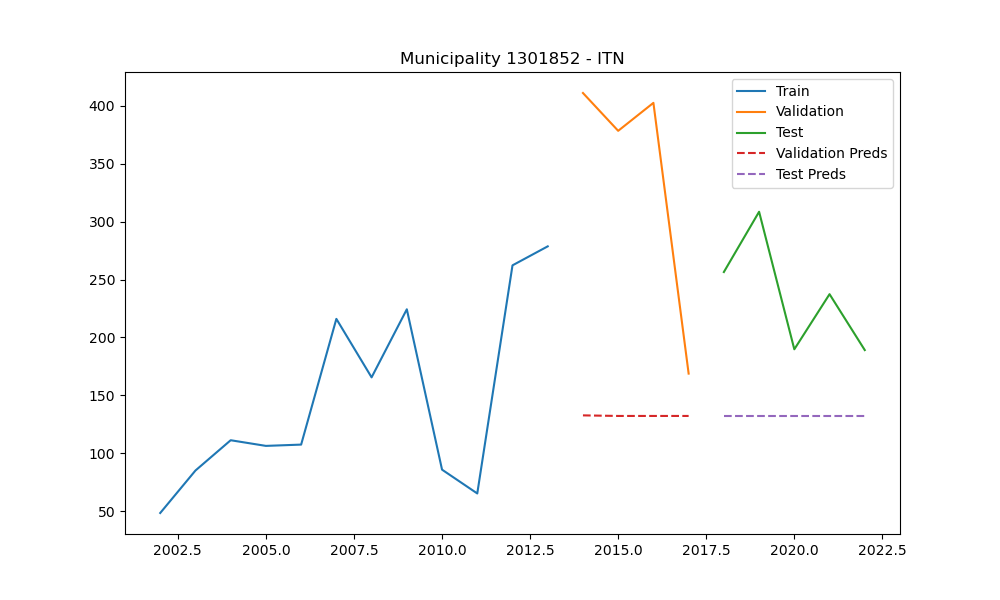 Municipality 1301852 - ITN
Train
Validation
Test
Validation Preds
Test Preds
400
350
300
250
200
150
100
50
2002.5 2005.0 2007.5 2010.0 2012.5 2015.0 2017.5 2020.0 2022.5